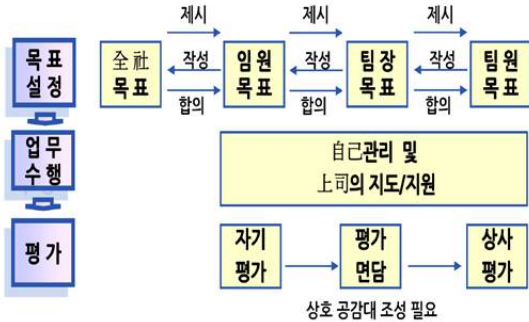 제시 제시 제시
목표
설정
全社
목표
작성
합의
임원
목표
작성
합의
팀장
목표
작성
합의
팀원
목표
업무
수행
自己관리 및
上司의 지도/지원
평가
자기
평가
평가
면담
상사
평가
상호 공감대 조성 필요